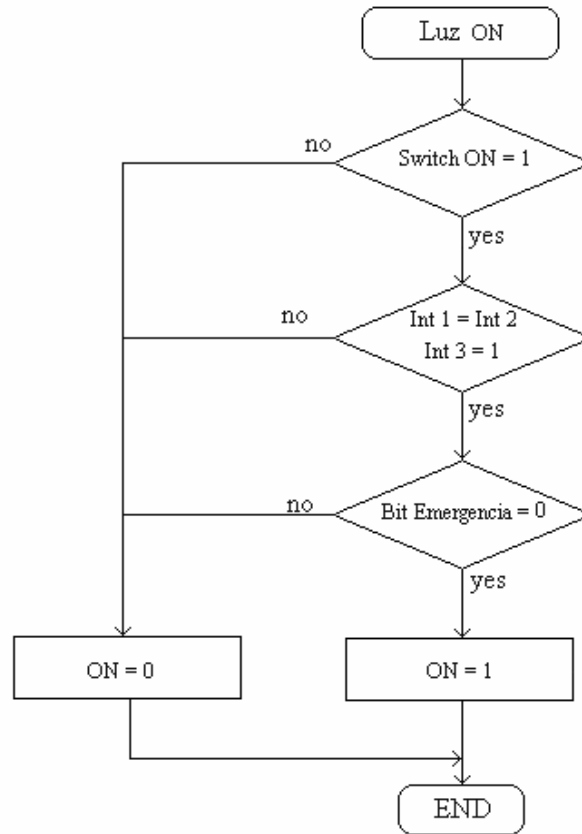 Luz ON
no
Switch ON = 1
yes
no
Int 1 = Int 2
Int 3 = 1
yes
no
Bit Emergencia = 0
yes
ON = 0
ON = 1
END